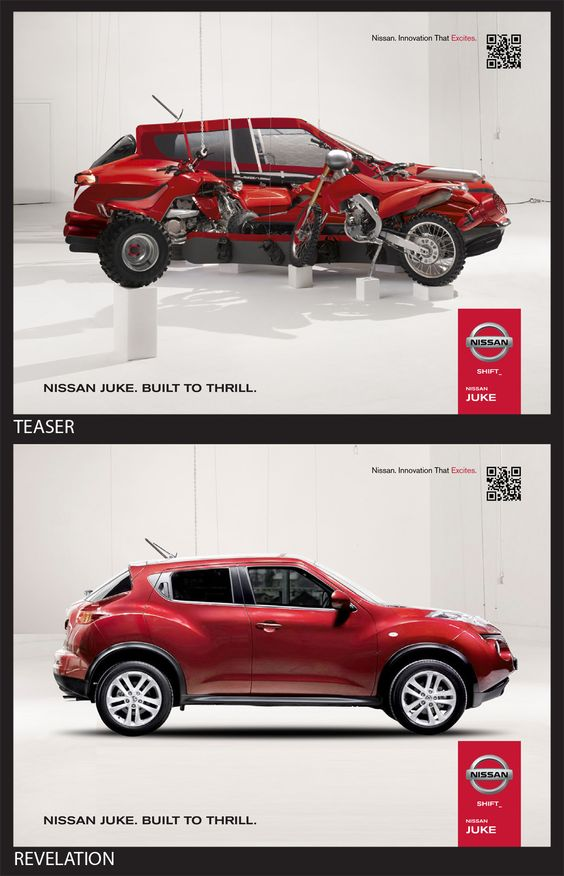 Nissan. Innovation That Excites.
NISSAN
SHIFT_
NISSAN
JUKE
NISSAN JUKE. BUILT TO THRILL.
TEASER
Nissan. Innovation That Excites.
NISSAN
SHIFT_
NISSAN
JUKE
NISSAN JUKE. BUILT TO THRILL.
REVELATION